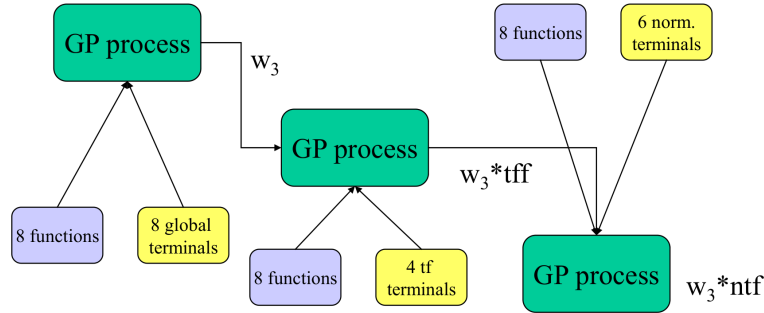 GP process
w₃
8 functions
8 global
terminals
GP process
w₃*tff
8 functions
4 tf
terminals
8 functions
6 norm.
terminals
GP process
w₃*ntf